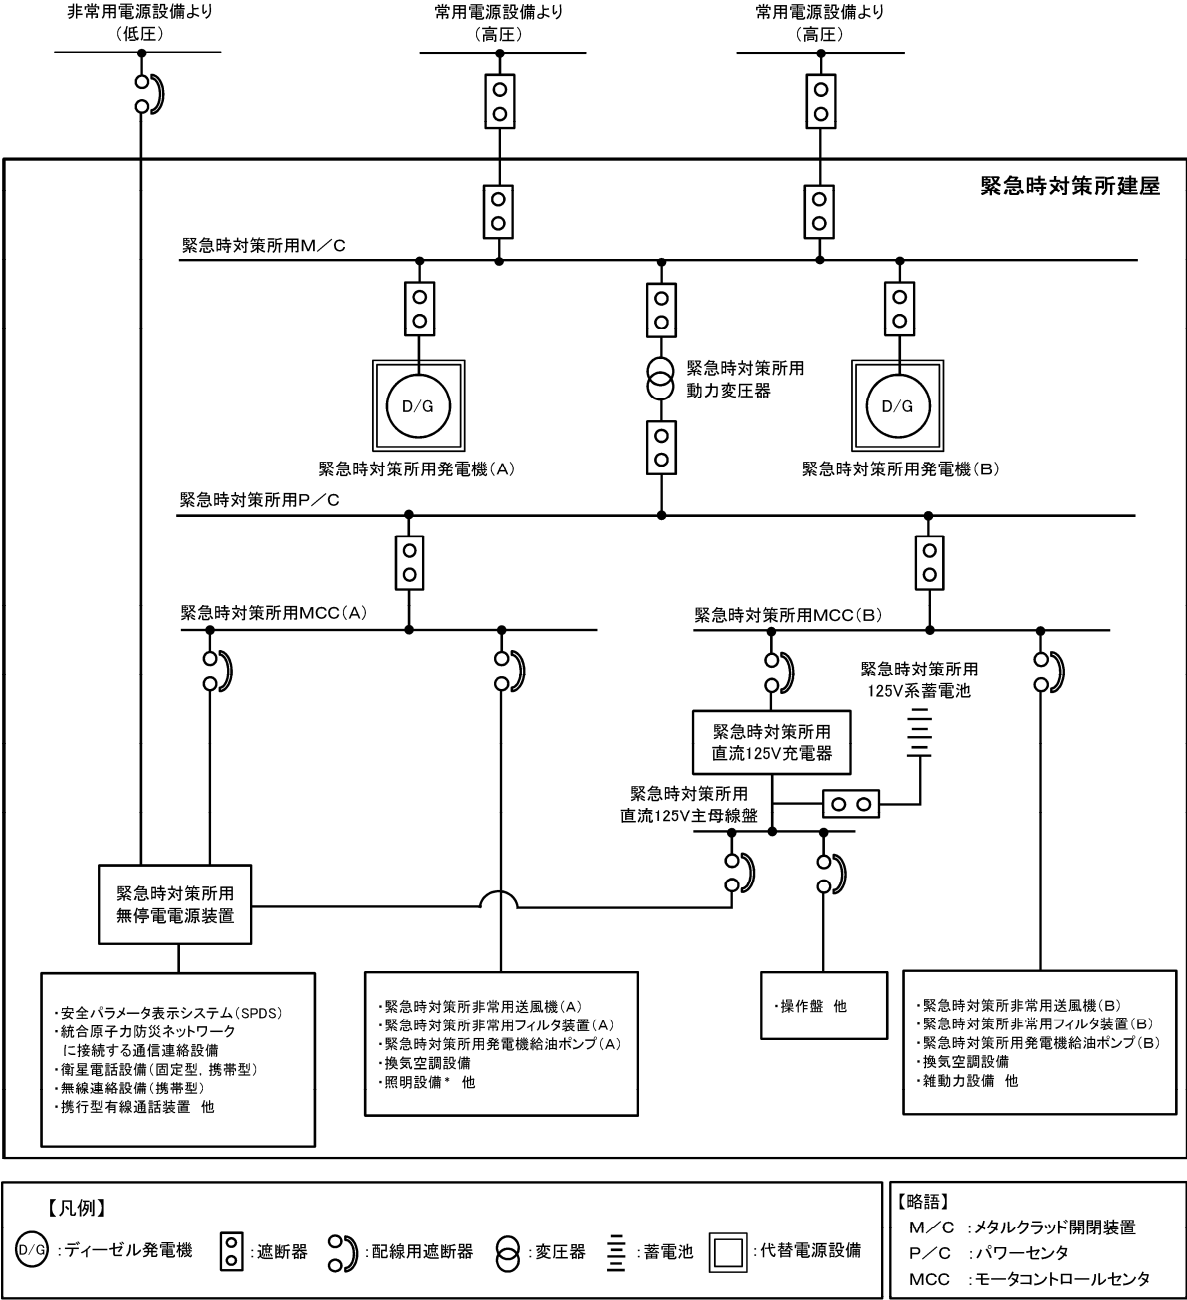 非常用電源設備より
（低圧）
常用電源設備より
（高圧）
常用電源設備より
（高圧）
緊急時対策所建屋
緊急時対策所用Ｍ／Ｃ
D/G
緊急時対策所用発電機（Ａ）
緊急時対策所用
動力変圧器
D/G
緊急時対策所用発電機（Ｂ）
緊急時対策所用Ｐ／Ｃ
緊急時対策所用ＭＣＣ（Ａ）
緊急時対策所用ＭＣＣ（Ｂ）
緊急時対策所用
125V系蓄電池
緊急時対策所用
直流125V充電器
緊急時対策所用
直流125V主母線盤
緊急時対策所用
無停電電源装置
・安全パラメータ表示システム（SPDS）
・統合原子力防災ネットワーク
に接続する通信連絡設備
・衛星電話設備（固定型，携帯型）
・無線連絡設備（携帯型）
・携行型有線通話装置　他
・緊急時対策所非常用送風機（Ａ）
・緊急時対策所非常用フィルタ装置（Ａ）
・緊急時対策所用発電機給油ポンプ（Ａ）
・換気空調設備
・照明設備*　他
・操作盤　他
・緊急時対策所非常用送風機（Ｂ）
・緊急時対策所非常用フィルタ装置（Ｂ）
・緊急時対策所用発電機給油ポンプ（Ｂ）
・換気空調設備
・雑動力設備　他
【凡例】
D/G ：ディーゼル発電機
：遮断器
：配線用遮断器
：変圧器
：蓄電池
：代替電源設備
【略語】
Ｍ／Ｃ ：メタルクラッド開閉装置
Ｐ／Ｃ ：パワーセンタ
ＭＣＣ ：モータコントロールセンタ